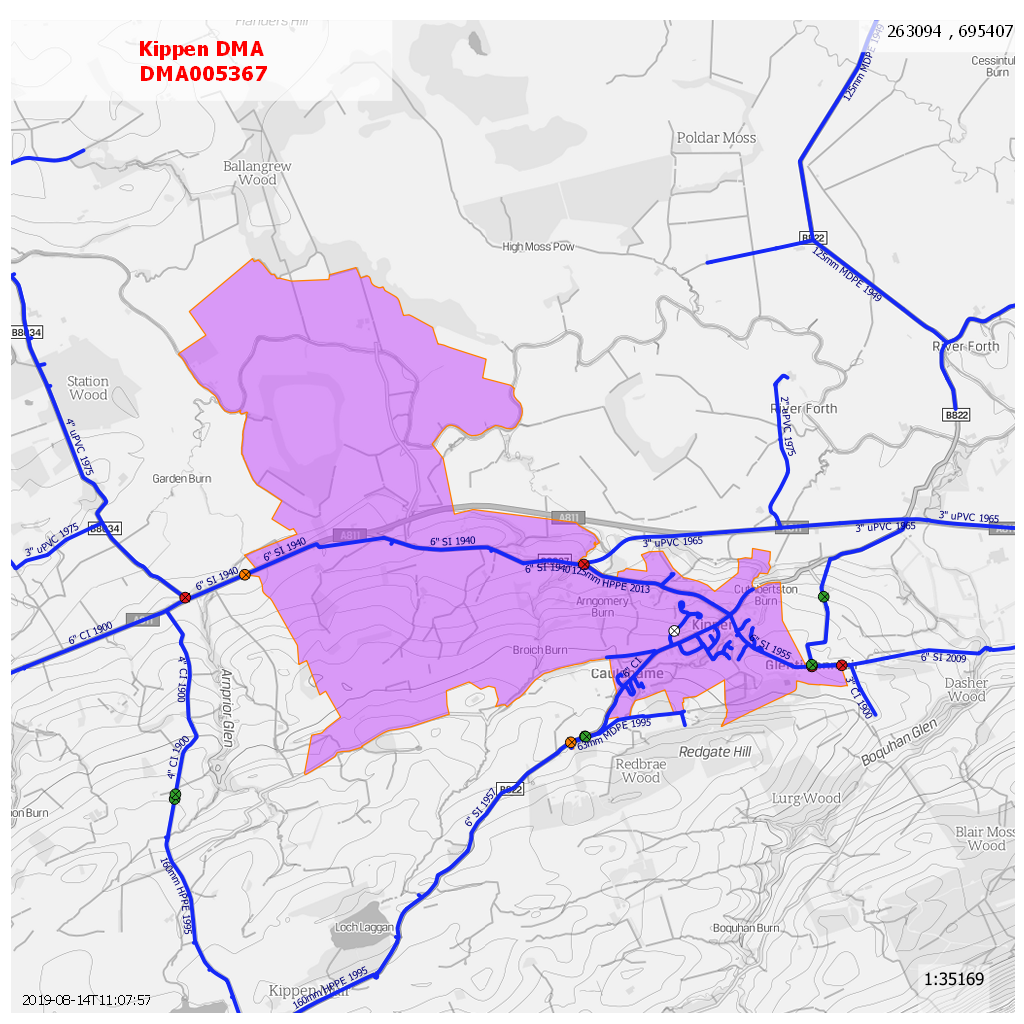 Flanders Hill
Kippen DMA
DMA005367
263094 , 695407
125mm MDPE 1949
Cessintul
Burn
Poldar Moss
Ballangrew
Wood
High Moss Pow
B822
125mm MDPE 1949
B8034
River Forth
Station
Wood
River Forth
B822
2" uPVC 1975
4" uPVC 1975
Garden Burn
A811
3" uPVC 1965
3" uPVC 1965
B8034
3" uPVC 1975
A811
6" SI 1940
6" SI 1940
3" uPVC 1965
6" SI 1940
6" SI 1940
125mm HPPE 2013
Arngomery
Burn
Cuthbertston
Burn
6" CI 1900
Kippen
6" SI 1955
Broich Burn
6" CI
Cauldhame
6" SI 2009
4" CI 1900
Arnprior Glen
3" CI 1900
Dasher
Wood
63mm MDPE 1995
Redgate Hill
Boquhan Glen
4" CI 1900
Redbrae
Wood
B822
6" SI 1957
Lurg Wood
on Burn
Blair Moss
Wood
160mm HPPE 1995
Loch Laggan
Boquhan Burn
160mm HPPE 1995
Kippen Muir
1:35169
2019-08-14T11:07:57